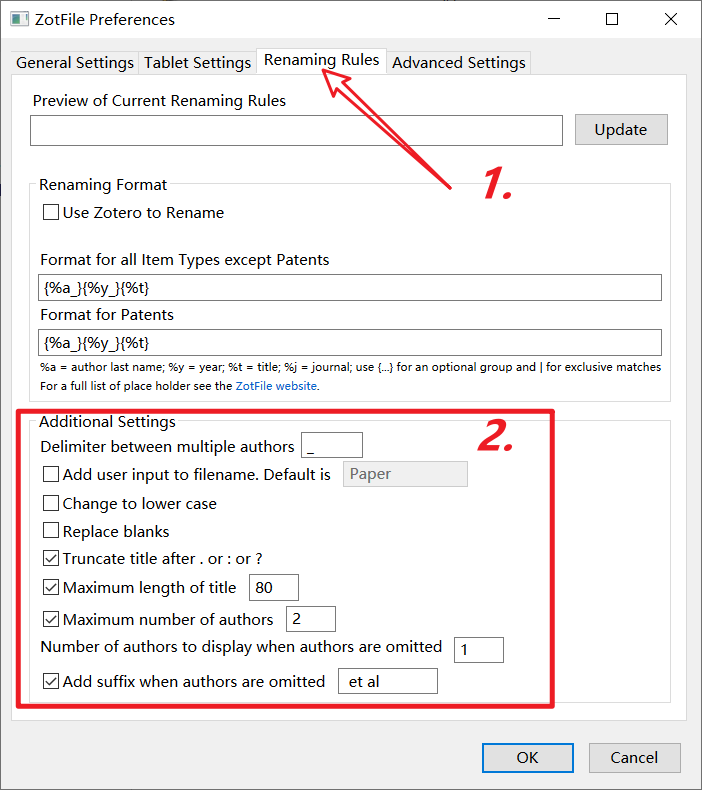 ZotFile Preferences
General Settings Tablet Settings Renaming Rules Advanced Settings
Preview of Current Renaming Rules
Update
1.
Renaming Format
Use Zotero to Rename
Format for all Item Types except Patents
{%a_}{%y_}{%t}
Format for Patents
{%a_}{%y_}{%t}
%a = author last name; %y = year; %t = title; %j = journal; use {...} for an optional group and | for exclusive matches
For a full list of place holder see the ZotFile website.
Additional Settings
2.
Delimiter between multiple authors _
Add user input to filename. Default is Paper
Change to lower case
Replace blanks
Truncate title after . or : or ?
Maximum length of title 80
Maximum number of authors 2
Number of authors to display when authors are omitted 1
Add suffix when authors are omitted et al
OK Cancel